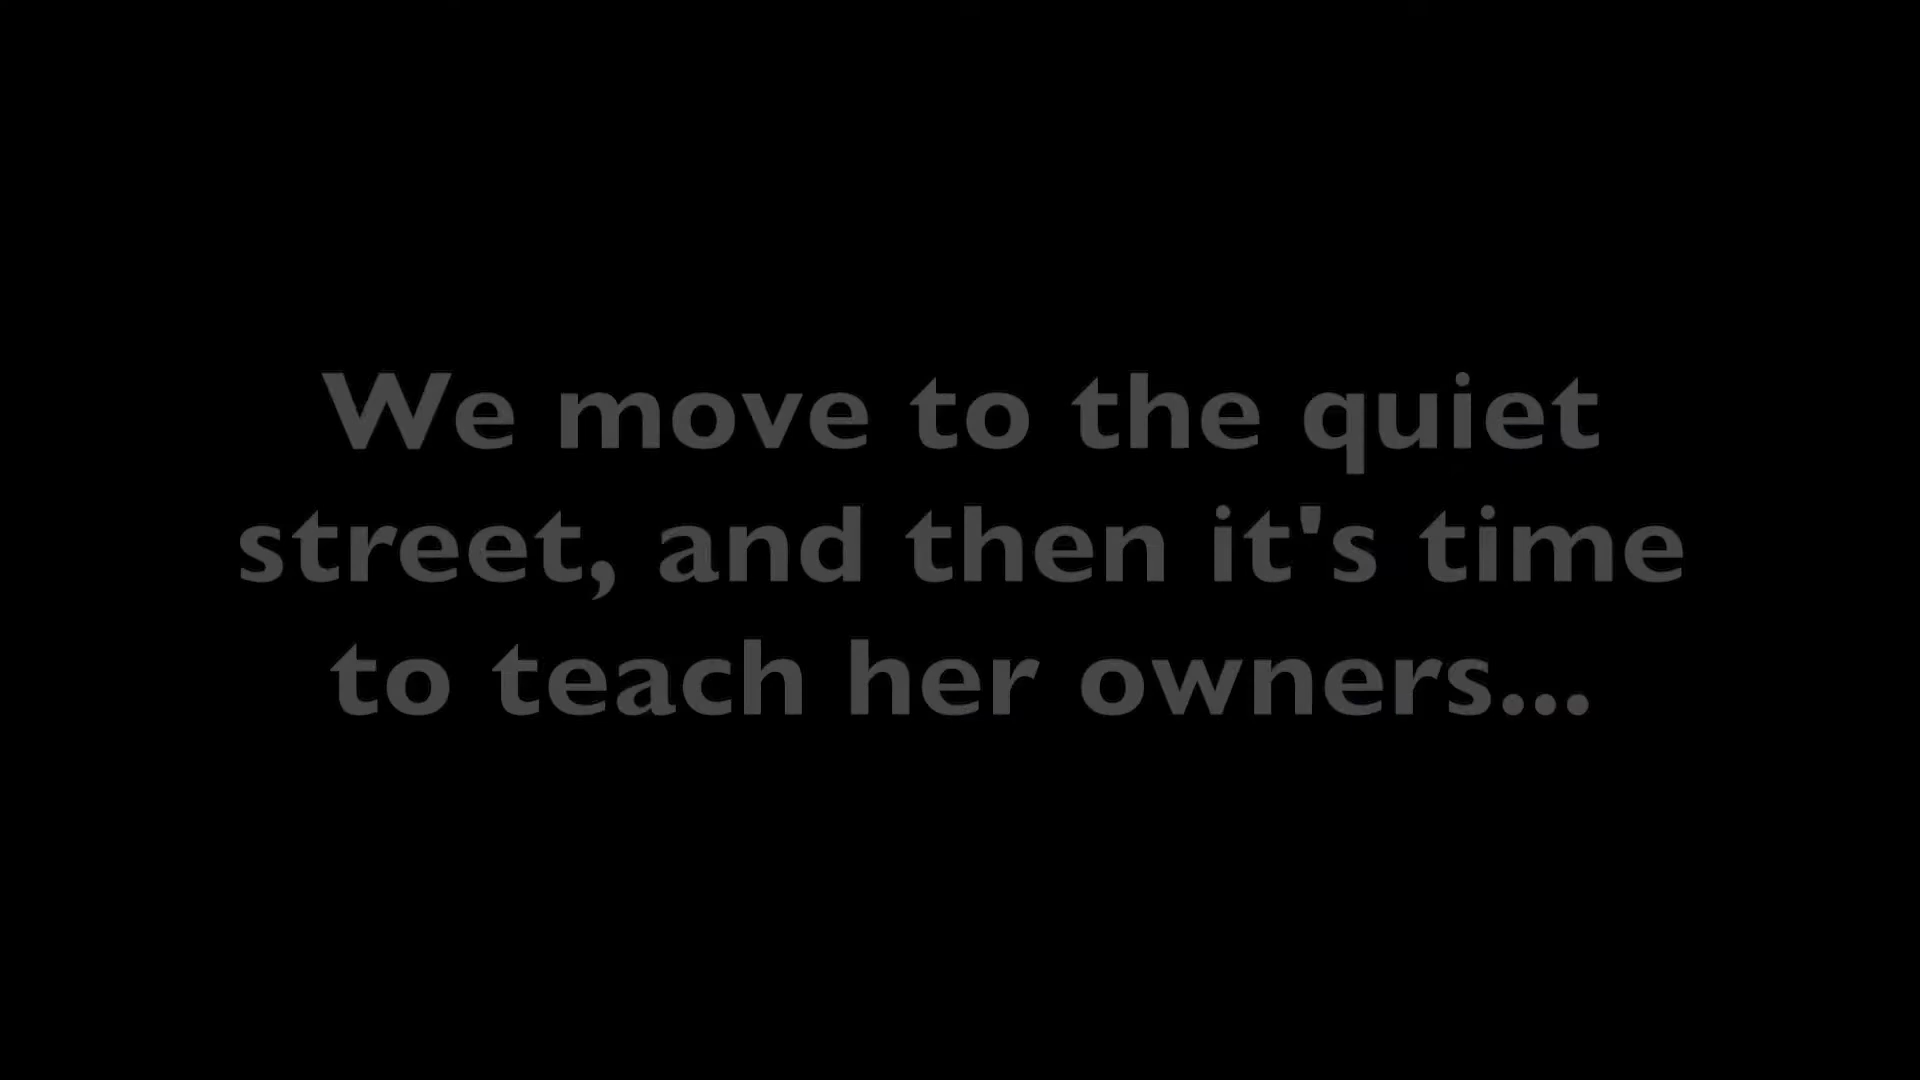 We move to the quiet
street, and then it's time
to teach her owners...